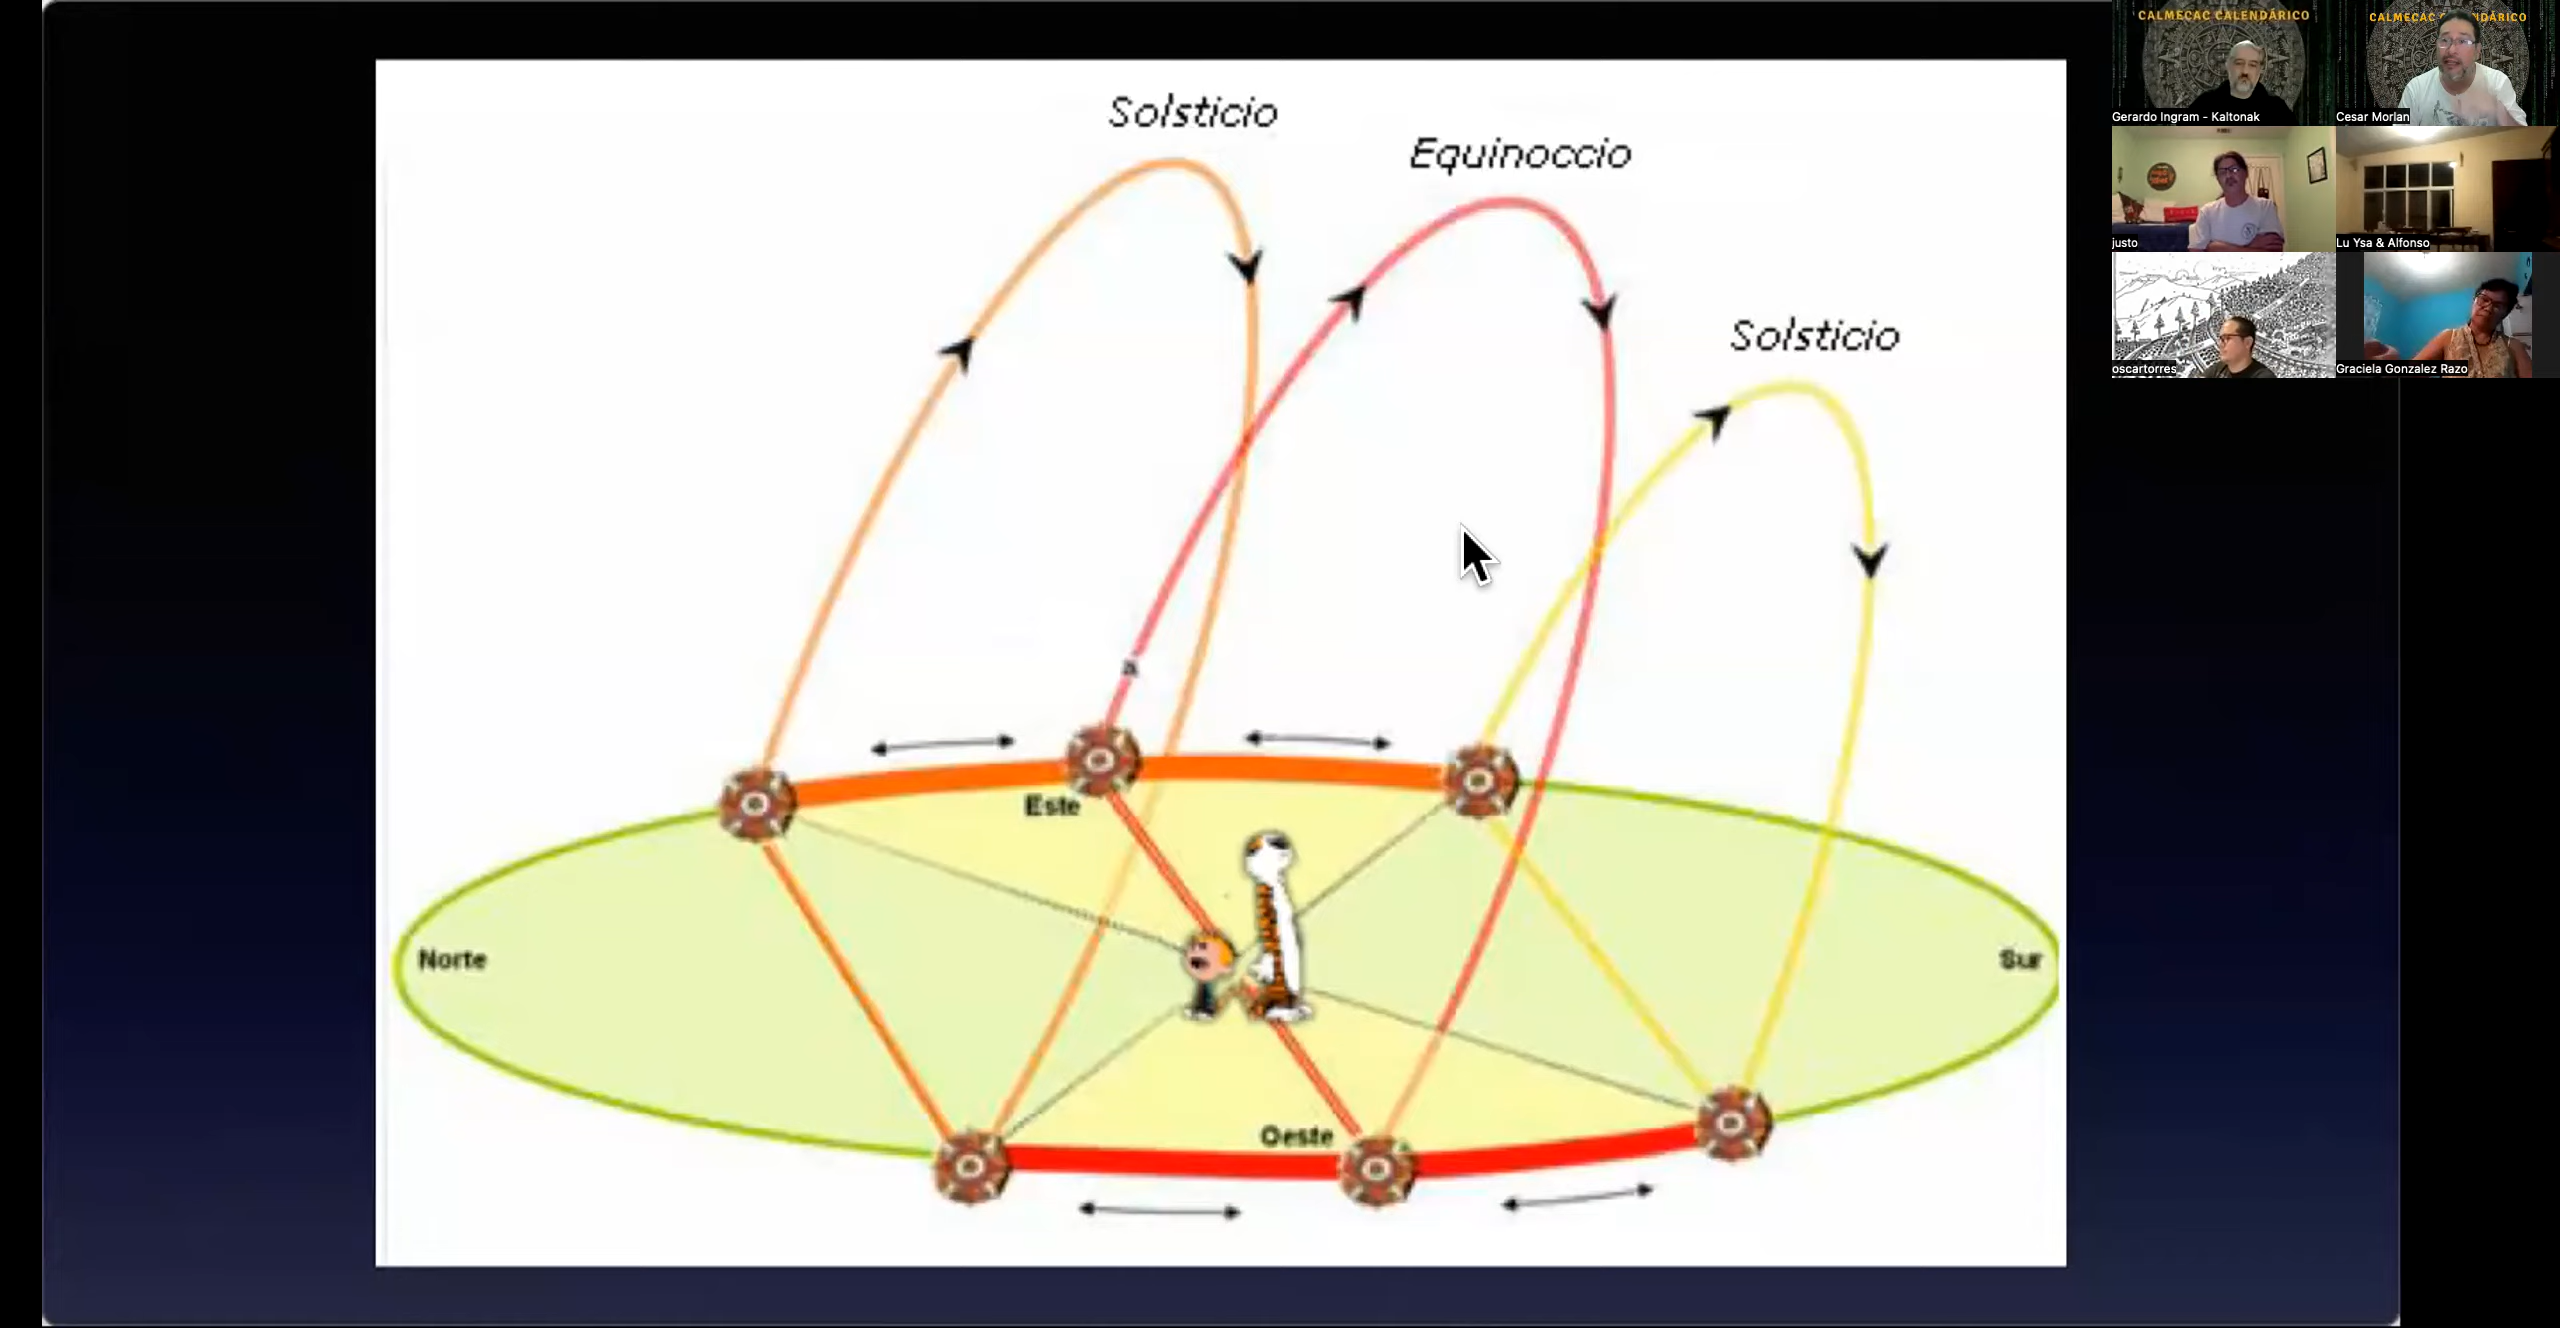 Solsticio
Equinoccio
Solsticio
a
Este
Norte
Sur
Oeste
CALMECAC CALENDÁRICO
Gerardo Ingram - Kaltonak
Cesar Morlan
justo
Lu Ysa & Alfonso
oscartorres
Graciela Gonzalez Razo